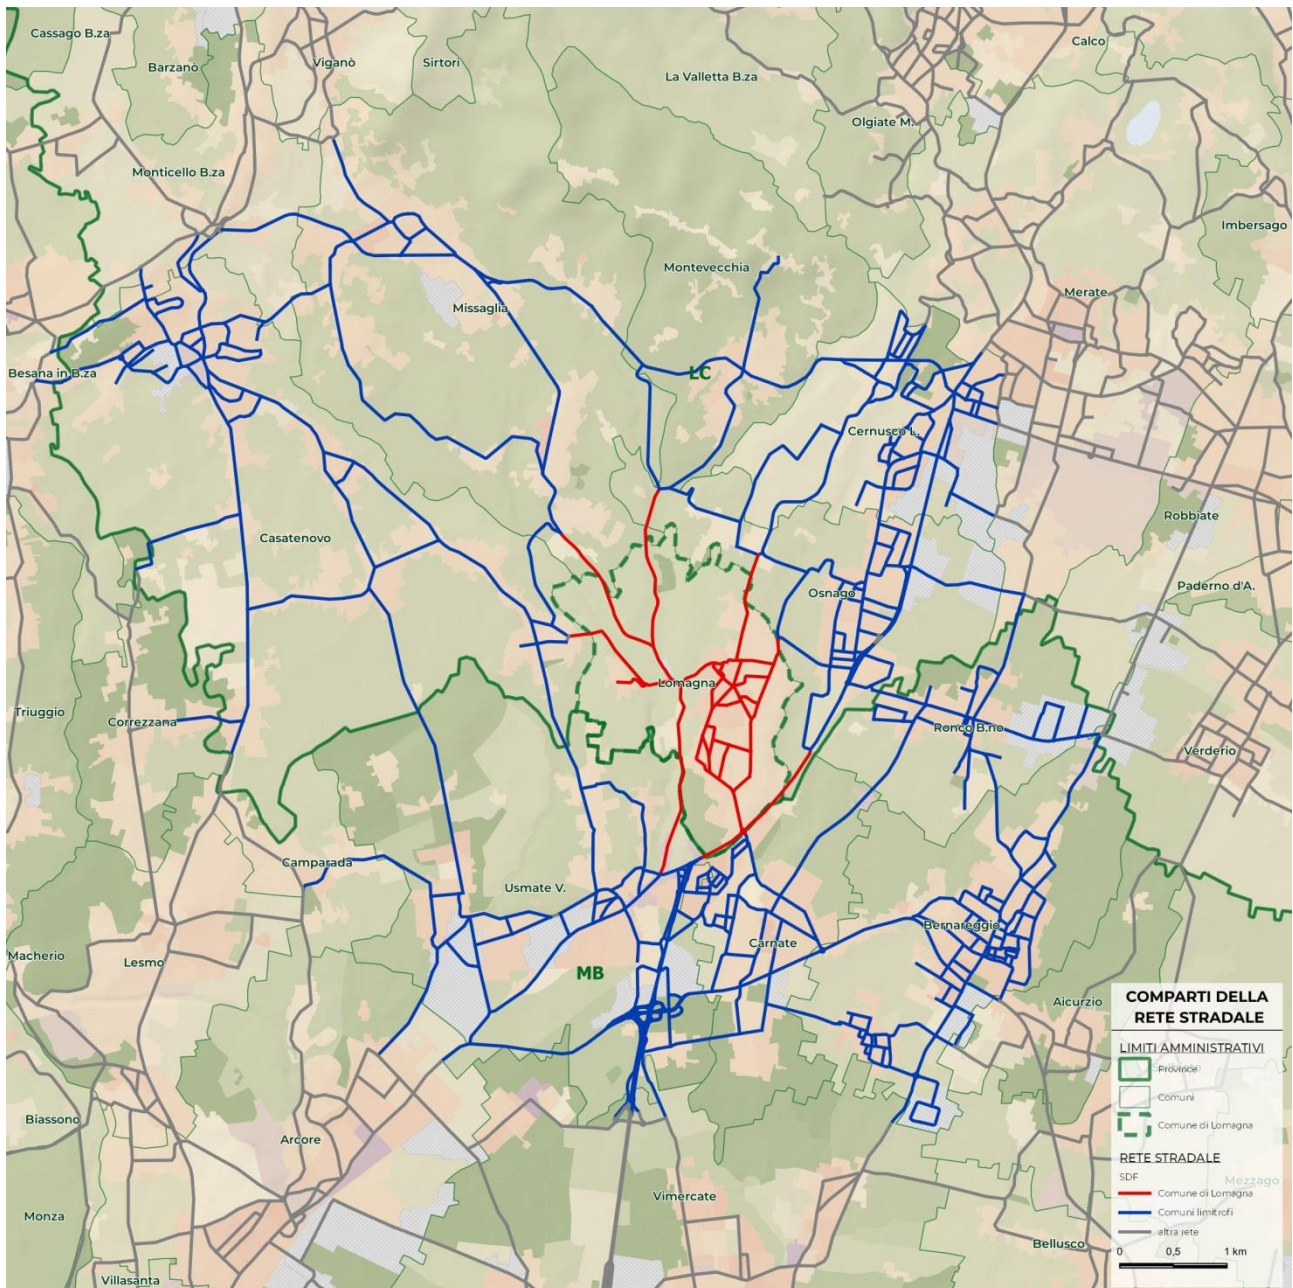 Cassago B.za
Barzanò
Viganò
Sirtori
La Valletta B.za
Calco
Olgiate M.
Monticello B.za
Imbersago
Montevecchia
Merate
Missaglia
Besana in B.za
LC
Cernusco L.
Robbiate
Casatenovo
Osnago
Paderno d'A.
Lomagna
Triuggio
Correzzana
Ronco B.no
Verderio
Camparada
Usmate V.
Bernareggio
Carnate
Macherio
Lesmo
MB
Aicurzio
Biassono
Arcore
Vimercate
Monza
Bellusco
Villasanta
COMPARTI DELLA
RETE STRADALE
LIMITI AMMINISTRATIVI
Province
Comuni
Comune di Lomagna
RETE STRADALE
SDF
Mezzago
Comune di Lomagna
Comuni limitrofi
altra rete
0 0,5 1 km